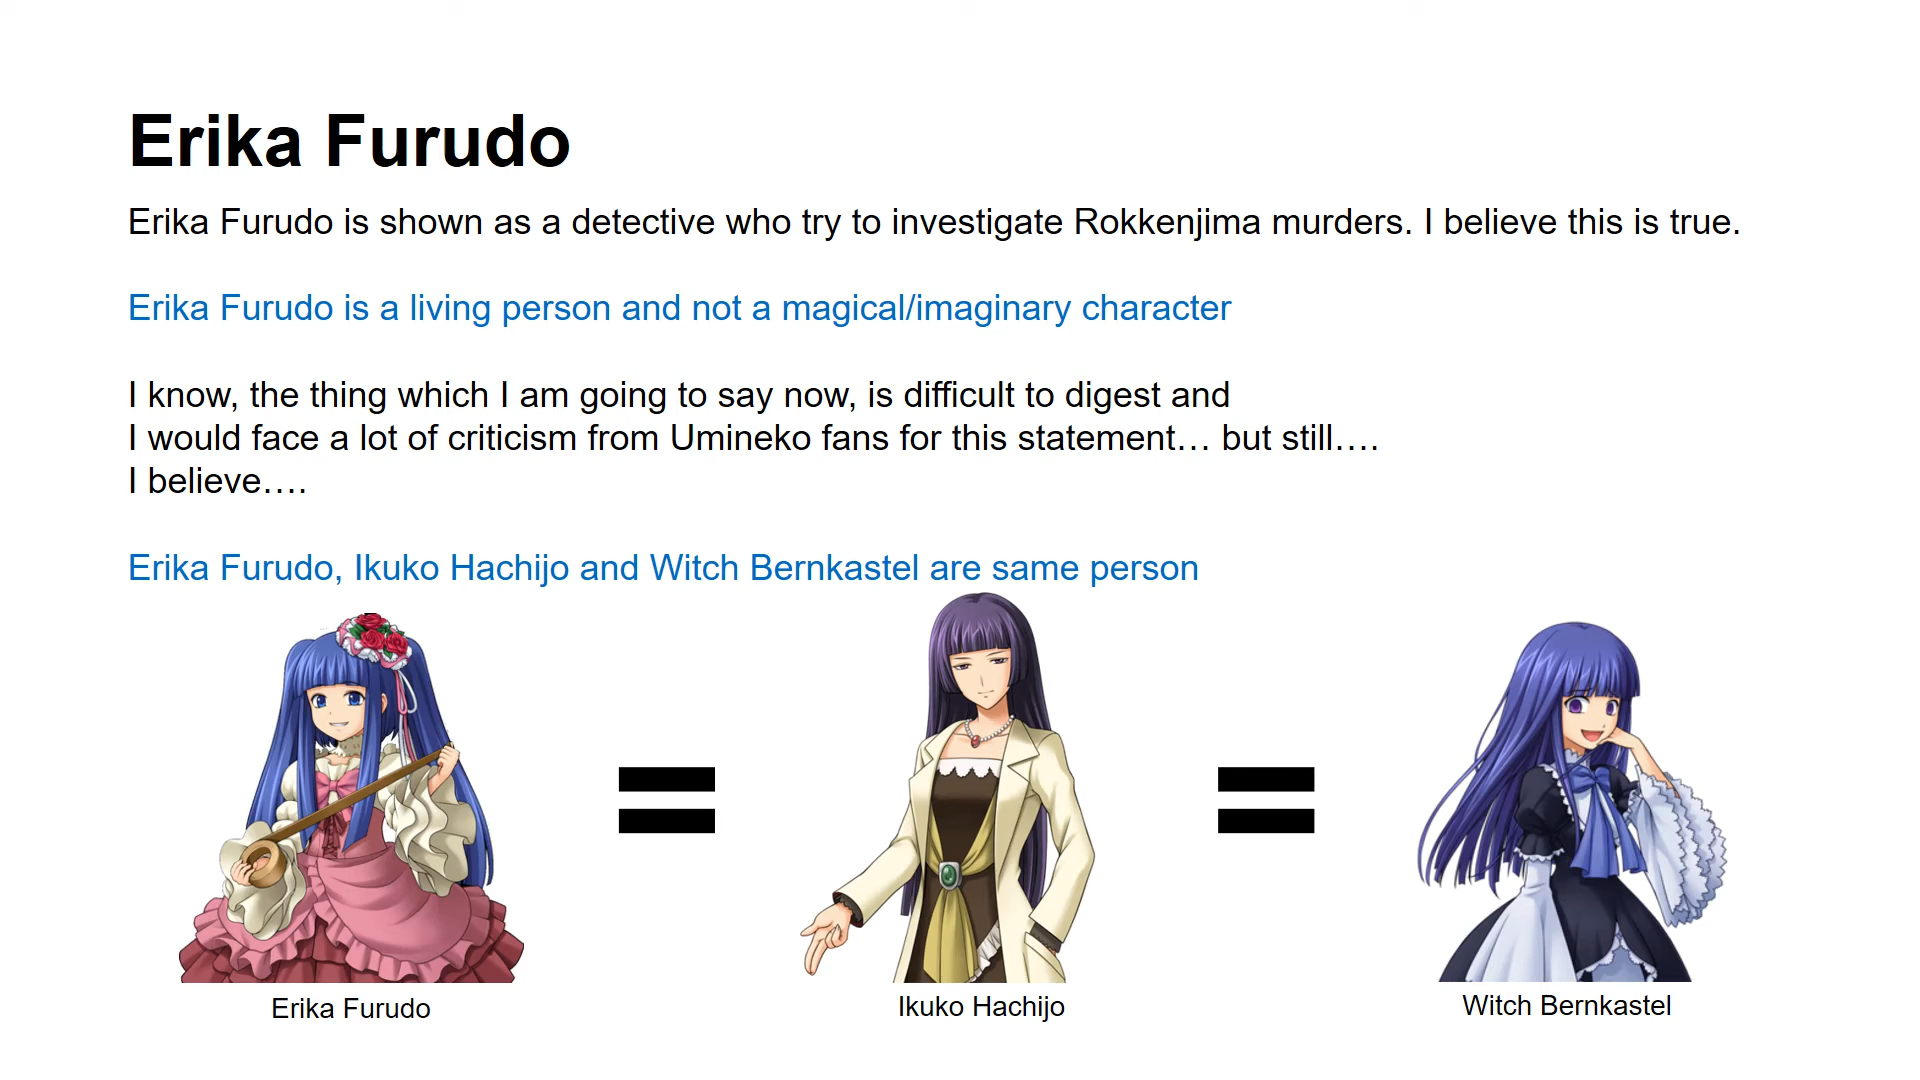 Erika Furudo
Erika Furudo is shown as a detective who try to investigate Rokkenjima murders. I believe this is true.
Erika Furudo is a living person and not a magical/imaginary character
I know, the thing which I am going to say now, is difficult to digest and
I would face a lot of criticism from Umineko fans for this statement… but still….
I believe….
Erika Furudo, Ikuko Hachijo and Witch Bernkastel are same person
Erika Furudo
Ikuko Hachijo
Witch Bernkastel